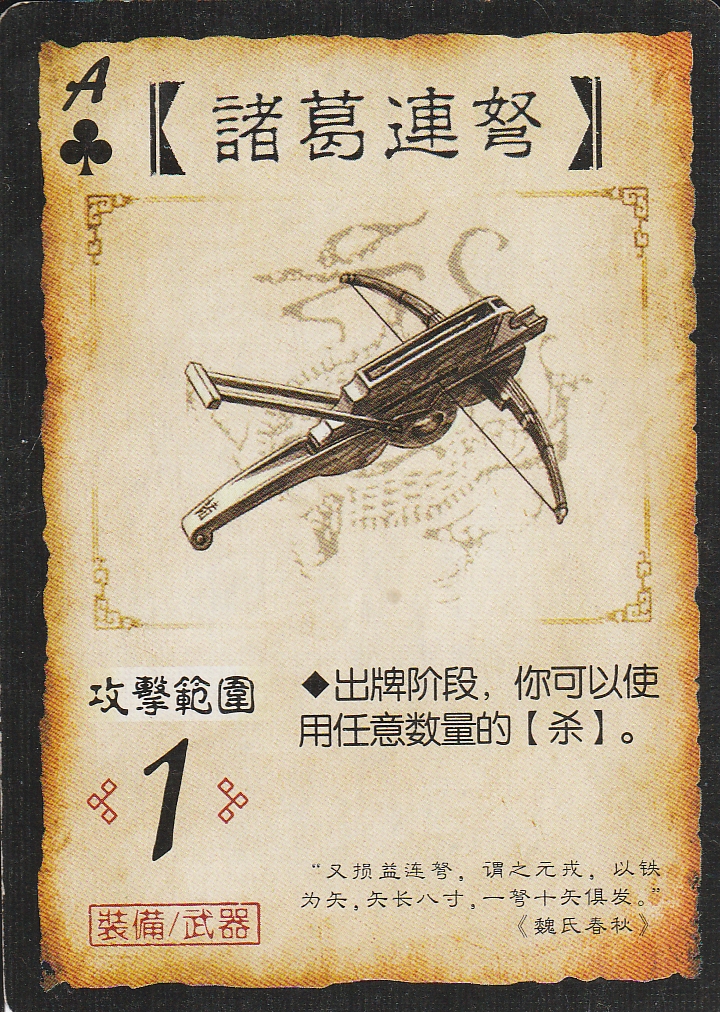 A
【諸葛連弩】
攻擊範圍
1
◆出牌阶段，你可以使
用任意数量的【杀】。
“又损益连弩，谓之元戎，以铁
为矢，矢长八寸，一弩十矢俱发。”
《魏氏春秋》
裝備/武器